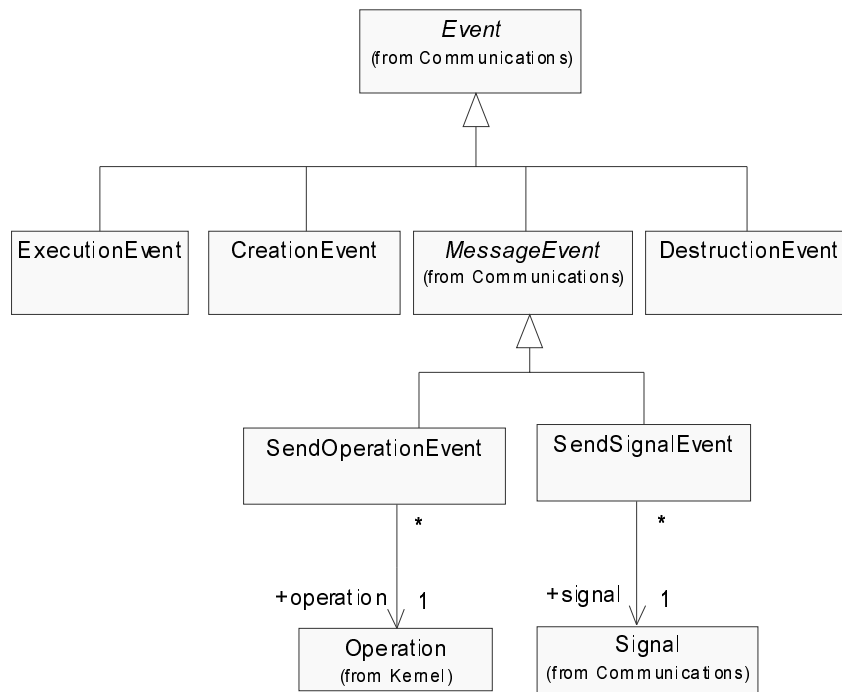 Event
(from Communications)
ExecutionEvent
CreationEvent
MessageEvent
(from Communications)
DestructionEvent
SendOperationEvent
SendSignalEvent
*
*
+operation
1
+signal
1
Operation
(from Kernel)
Signal
(from Communications)